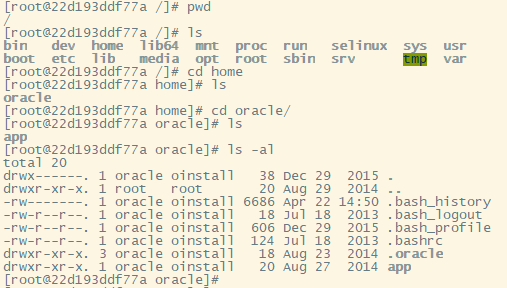 [root@22d193ddf77a /]# pwd
/
[root@22d193ddf77a /]# ls
bin   dev  home  lib64  mnt  proc  run   selinux  sys  usr
boot  etc  lib   media  opt  root  sbin  srv      tmp  var
[root@22d193ddf77a /]# cd home
[root@22d193ddf77a home]# ls
oracle
[root@22d193ddf77a home]# cd oracle/
[root@22d193ddf77a oracle]# ls
app
[root@22d193ddf77a oracle]# ls -al
total 20
drwx------. 1 oracle oinstall   38 Dec 29  2015 .
drwxr-xr-x. 1 root   root       20 Aug 29  2014 ..
-rw-------. 1 oracle oinstall 6686 Apr 22 14:50 .bash_history
-rw-r--r--. 1 oracle oinstall   18 Jul 18  2013 .bash_logout
-rw-r--r--. 1 oracle oinstall  606 Dec 29  2015 .bash_profile
-rw-r--r--. 1 oracle oinstall  124 Jul 18  2013 .bashrc
drwxr-xr-x. 3 oracle oinstall   18 Aug 23  2014 .oracle
drwxr-xr-x. 1 oracle oinstall   20 Aug 27  2014 app
[root@22d193ddf77a oracle]#